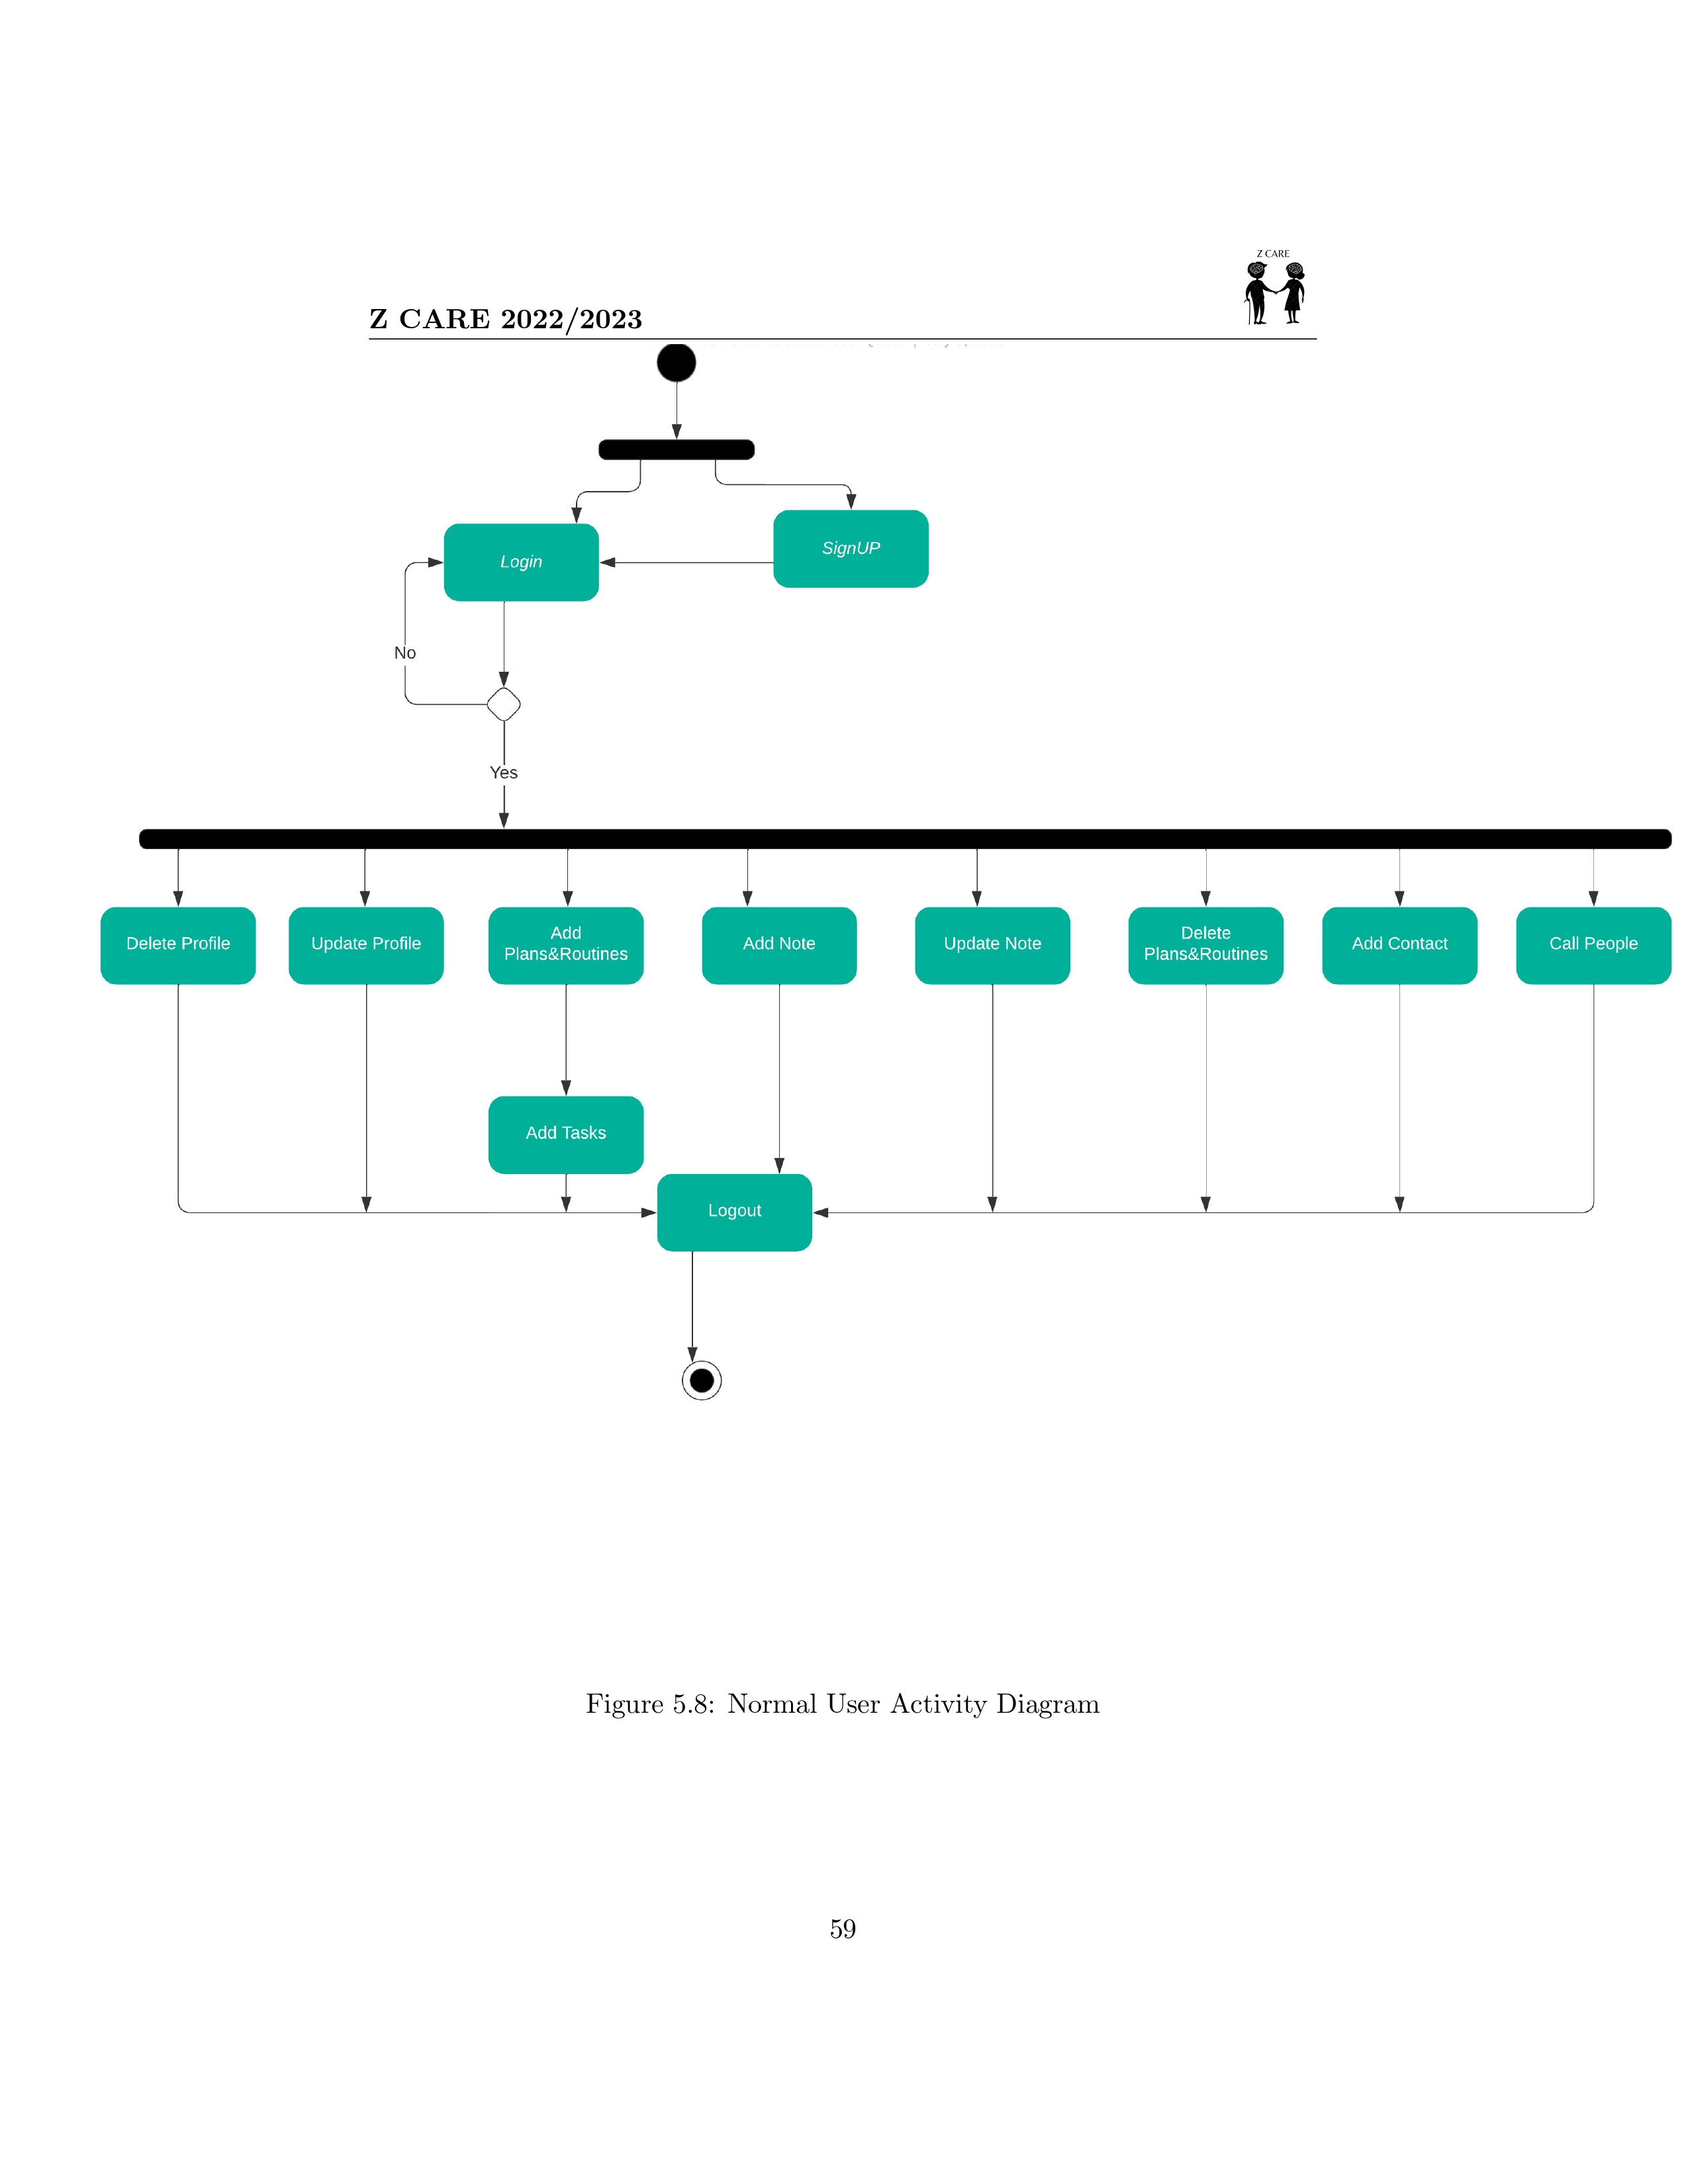 Z CARE
Z CARE 2022/2023
SignUP
Login
No
Yes
Delete Profile
Update Profile
Add
Plans&Routines
Add Note
Update Note
Delete
Plans&Routines
Add Contact
Call People
Add Tasks
Logout
Figure 5.8: Normal User Activity Diagram
59